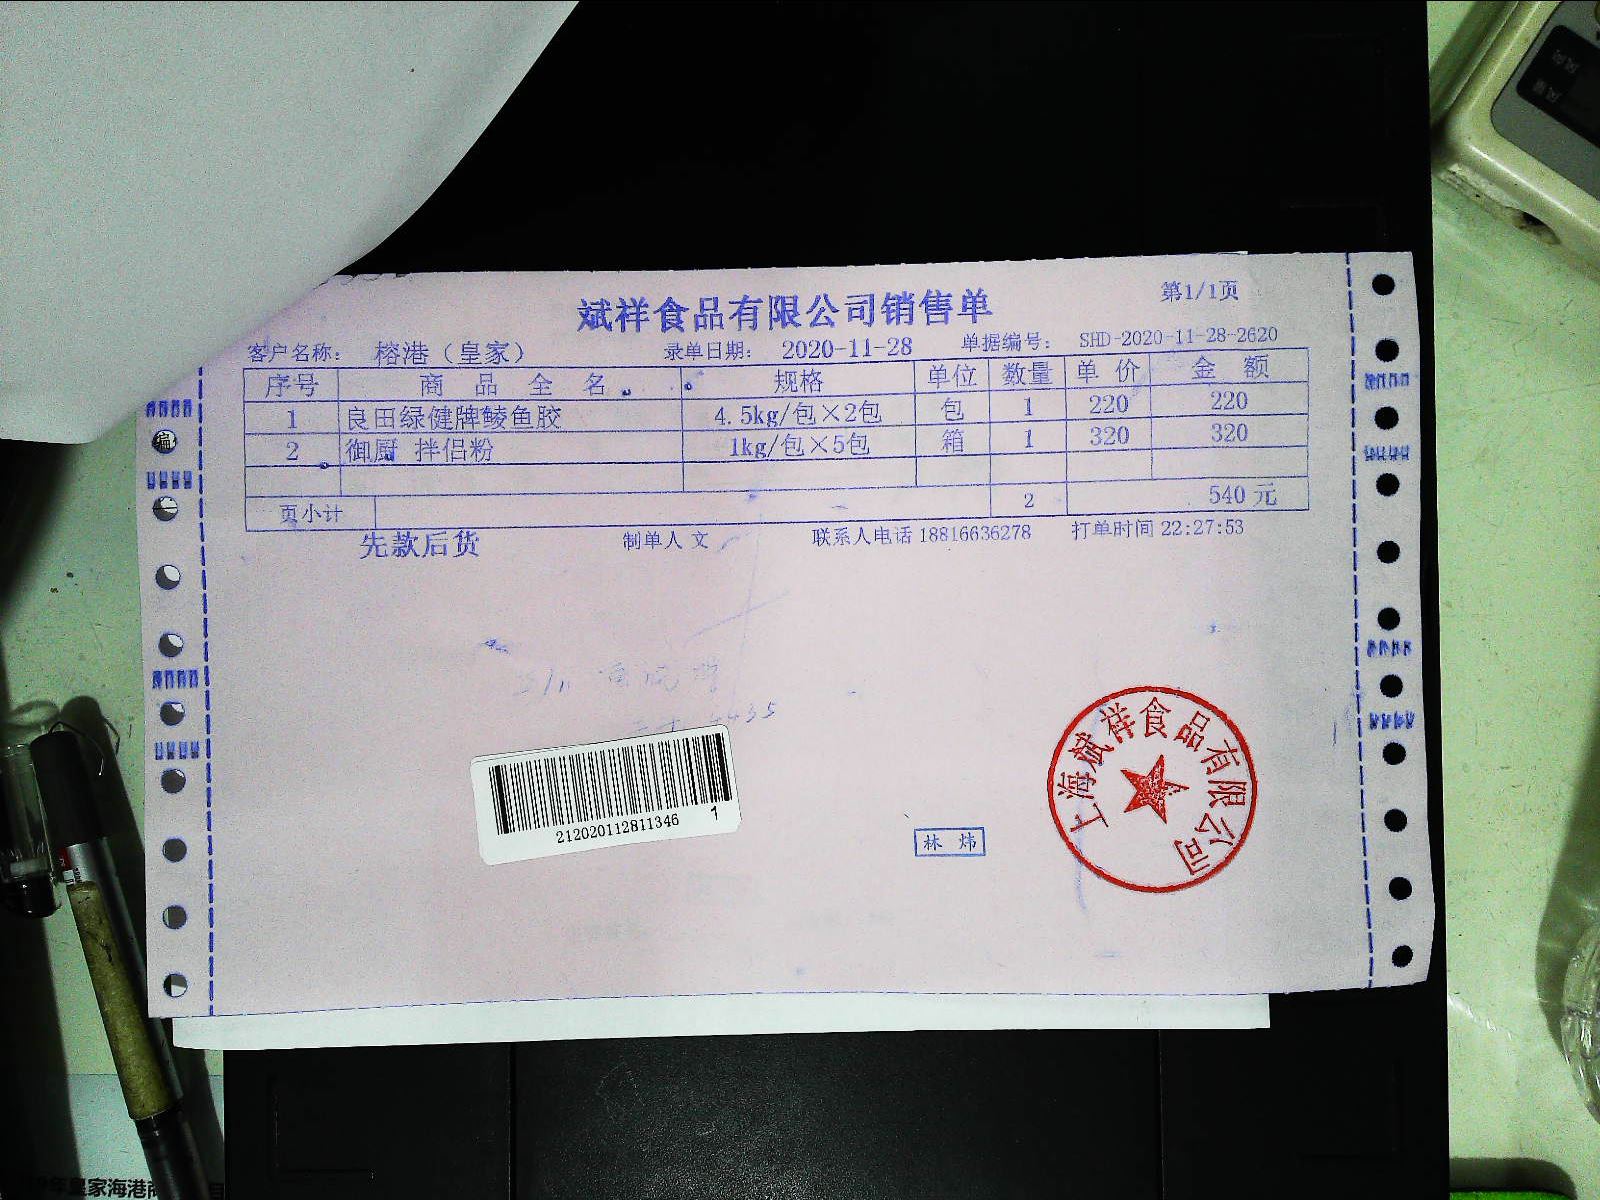 斌祥食品有限公司销售单
第1/1页
客户名称： 榕港（皇家） 录单日期： 2020-11-28 单据编号： SHD-2020-11-28-2620
序号 商品全名 规格 单位 数量 单价 金额
1 良田绿健牌鲮鱼胶 4.5kg/包×2包 包 1 220 220
2 御厨 拌侣粉 1kg/包×5包 箱 1 320 320
页小计 2 540元
先款后货 制单人 文 联系人电话 18816636278 打单时间 22:27:53
212020112811346 1
林 炜
上海斌祥食品有限公司
年皇家海港